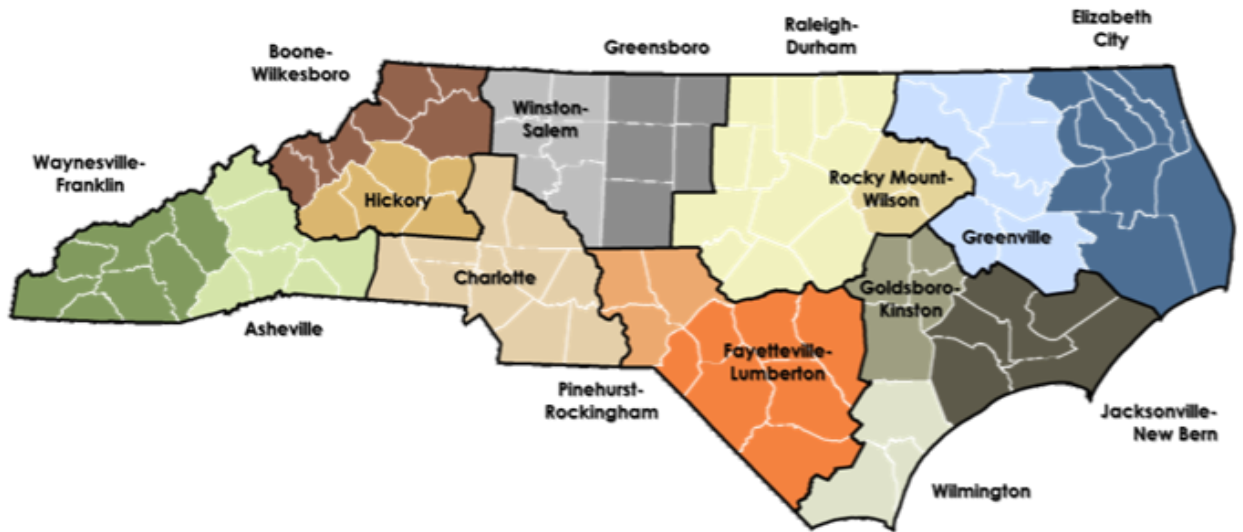 Elizabeth
City
Raleigh-
Durham
Greensboro
Boone-
Wilkesboro
Winston-
Salem
Waynesville-
Franklin
Hickory
Rocky Mount-
Wilson
Greenville
Charlotte
Goldsboro-
Kinston
Asheville
Fayetteville-
Lumberton
Pinehurst-
Rockingham
Jacksonville-
New Bern
Wilmington